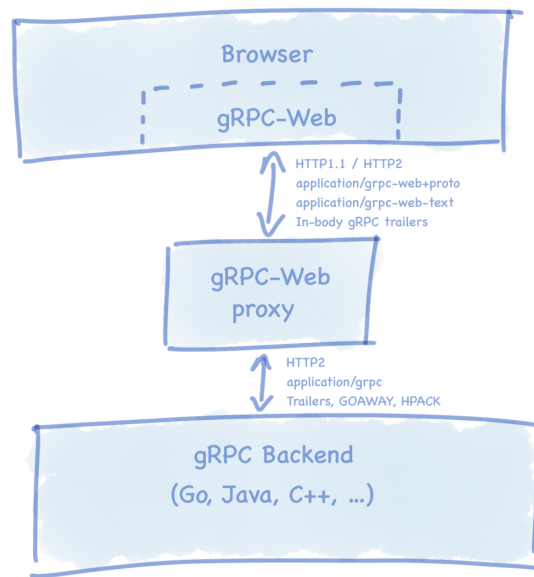 Browser
gRPC-Web
HTTP1.1 / HTTP2
application/grpc-web+proto
application/grpc-web-text
In-body gRPC trailers
gRPC-Web
proxy
HTTP2
application/grpc
Trailers, GOAWAY, HPACK
gRPC Backend
(Go, Java, C++, ...)